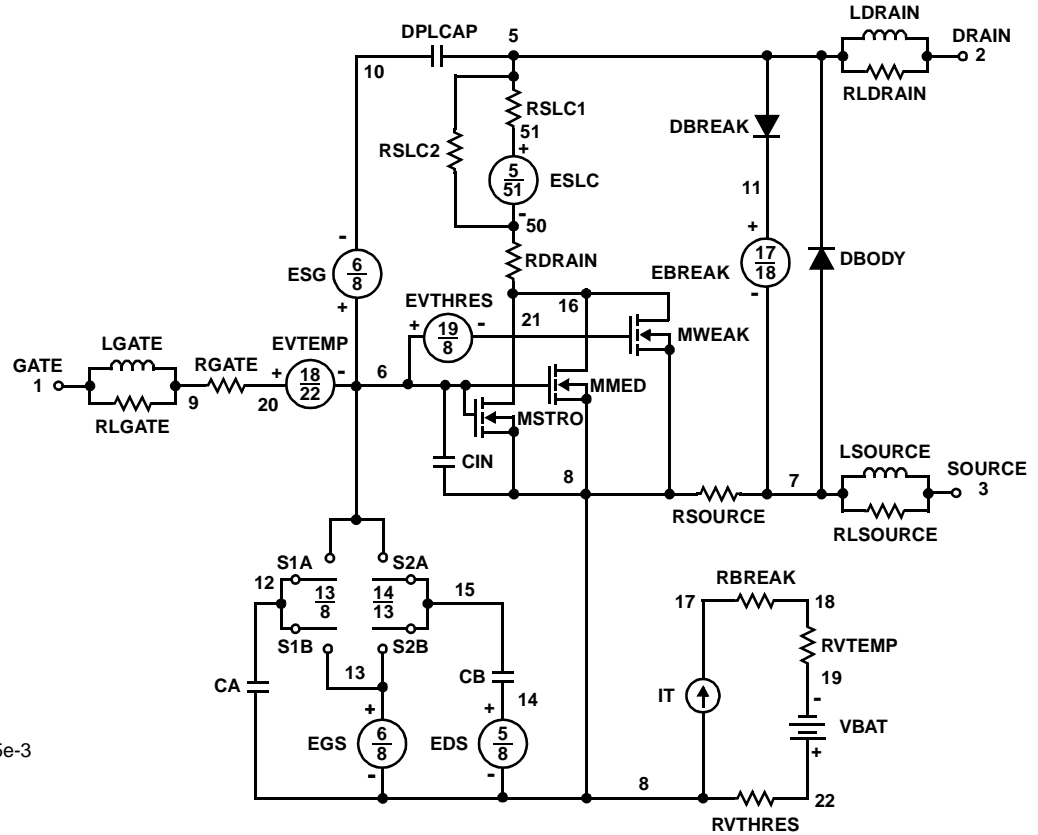 LDRAIN
DPLCAP
5
DRAIN
2
10
RLDRAIN
RSLC1
DBREAK
51
+
RSLC2
5
51
ESLC
11
-
50
-
+
RDRAIN
17
18
DBODY
ESG
6
8
EBREAK
EVTHRES
16
-
+
+
19
8
-
21
MWEAK
LGATE
EVTEMP
GATE
1
RGATE
+
18
22
-
6
MMED
9
20
MSTRO
RLGATE
LSOURCE
CIN
8
7
SOURCE
3
RSOURCE
RLSOURCE
S1A
S2A
12
13
8
14
13
15
RBREAK
17
18
S1B
S2B
RVTEMP
13
CB
19
CA
14
IT
-
+
+
VBAT
EGS
6
8
EDS
5
8
5e-3
+
-
-
8
22
RVTHRES